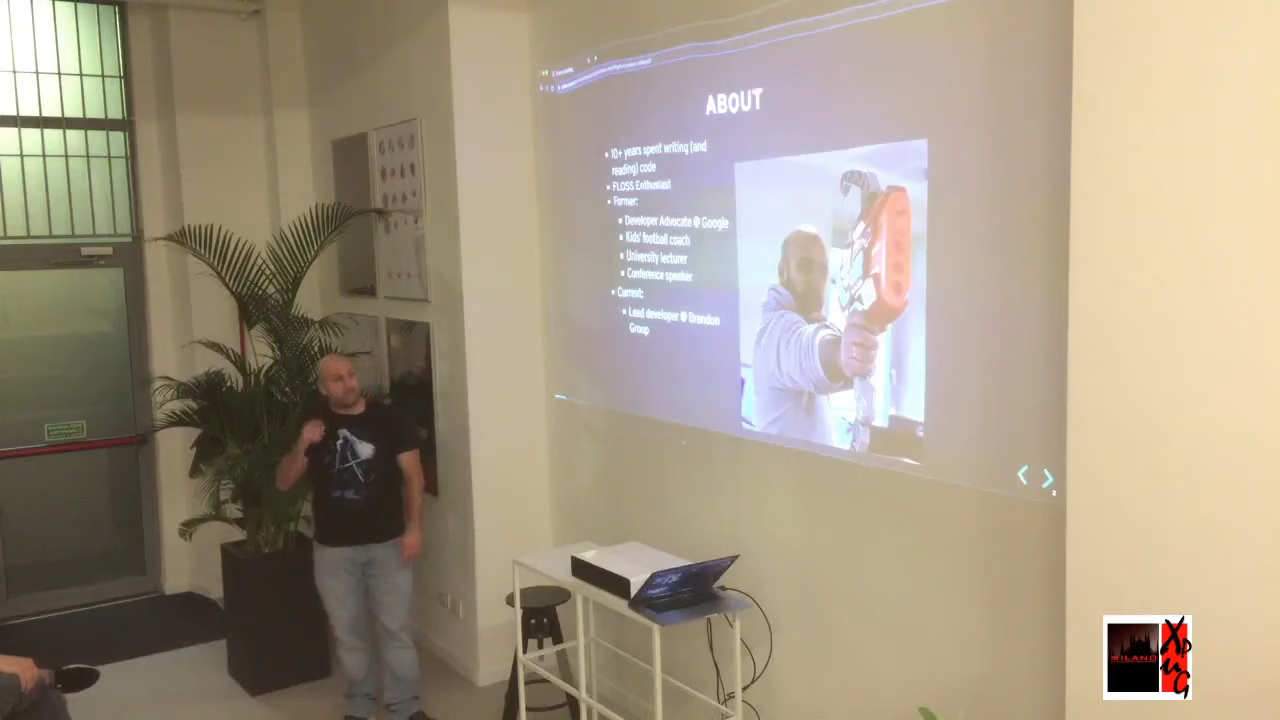 ABOUT
10+ years spent writing (and
reading) code
FLOSS Enthusiast
Former:
Developer Advocate @ Google
Kids' football coach
University lecturer
Conference speaker
Current:
Lead developer @ Brandon
Group
MILANO
XpUG